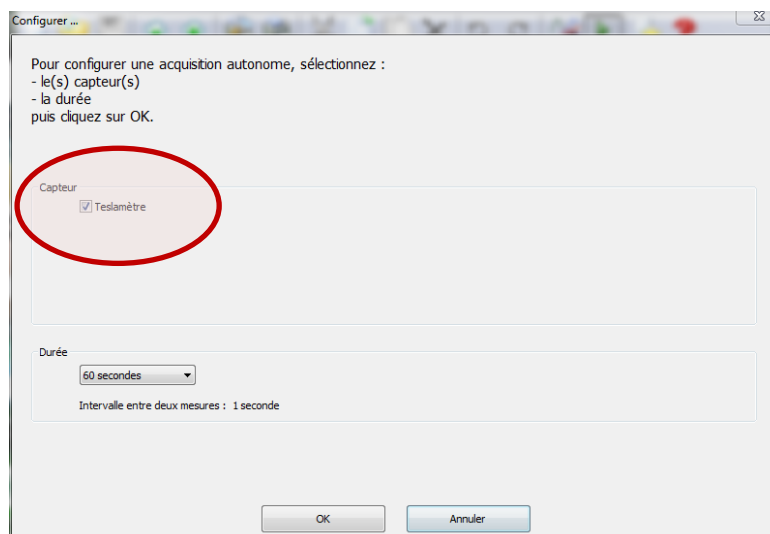 Configurer ...
Pour configurer une acquisition autonome, sélectionnez :
- le(s) capteur(s)
- la durée
puis cliquez sur OK.
Capteur
Teslamètre
Durée
60 secondes
Intervalle entre deux mesures : 1 seconde
OK
Annuler